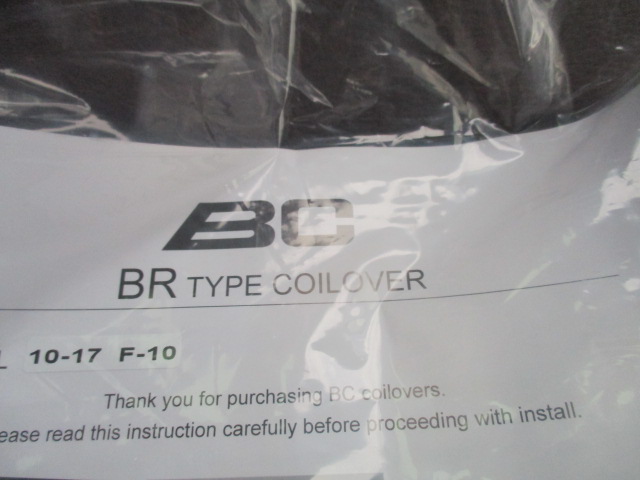 BC
BR TYPE COILOVER
L 10-17 F-10
Thank you for purchasing BC coilovers.
ease read this instruction carefully before proceeding with install.